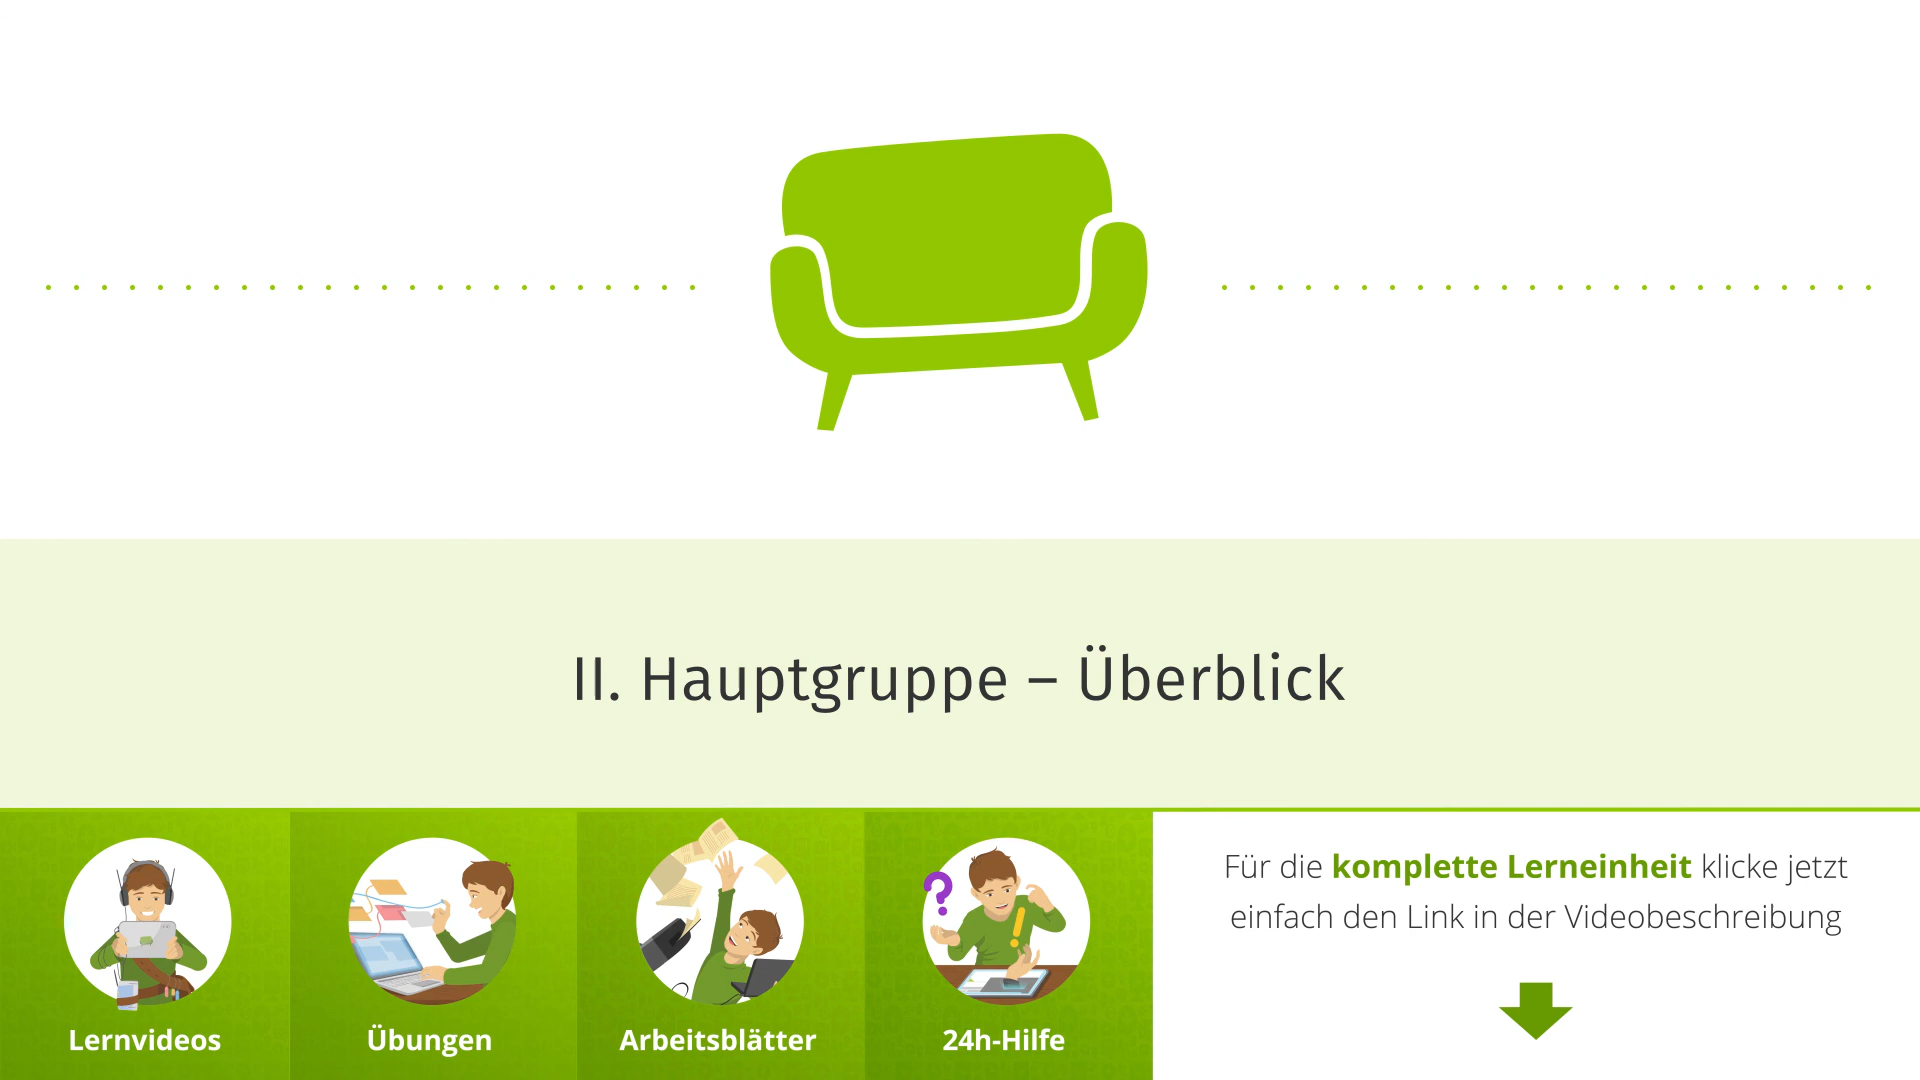 II. Hauptgruppe – Überblick
Für die komplette Lerneinheit klicke jetzt
einfach den Link in der Videobeschreibung
Lernvideos
Übungen
Arbeitsblätter
24h-Hilfe